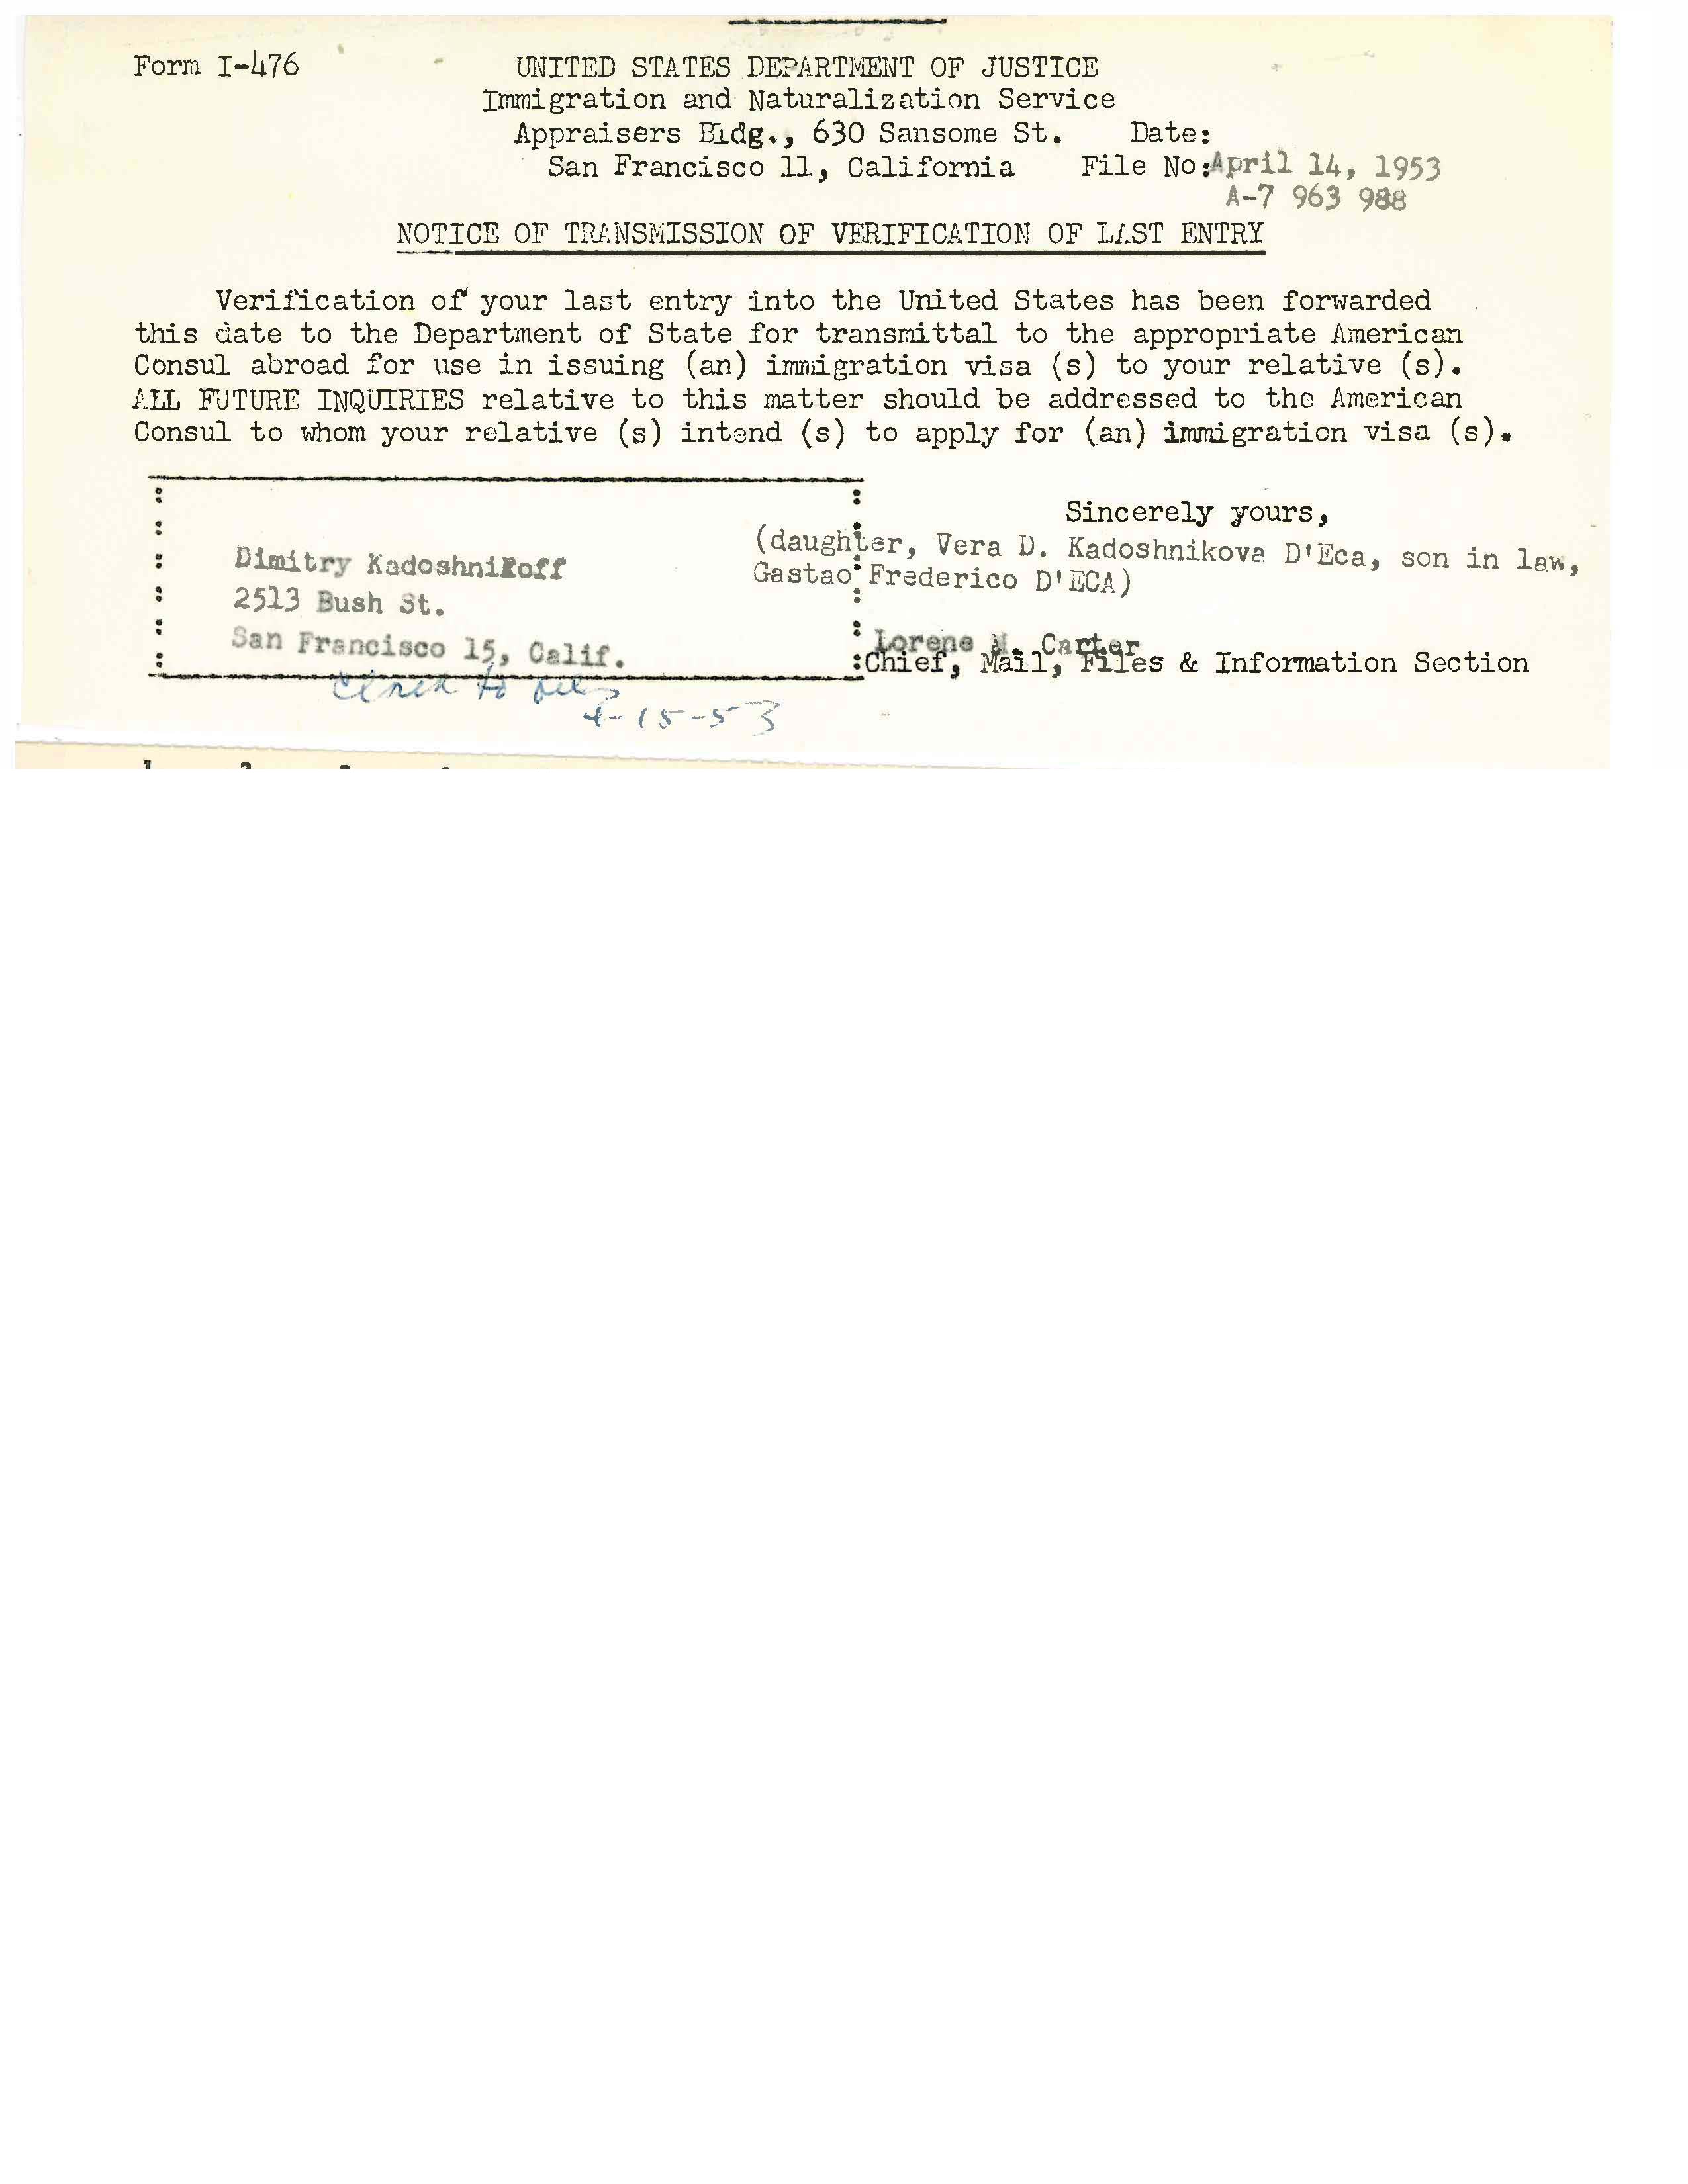 Form I-476
UNITED STATES DEPARTMENT OF JUSTICE
Immigration and Naturalization Service
Appraisers Bldg., 630 Sansome St. Date:
San Francisco 11, California File No: April 14, 1953
A-7 963 988
NOTICE OF TRANSMISSION OF VERIFICATION OF LAST ENTRY
Verification of your last entry into the United States has been forwarded
this date to the Department of State for transmittal to the appropriate American
Consul abroad for use in issuing (an) immigration visa (s) to your relative (s).
ALL FUTURE INQUIRIES relative to this matter should be addressed to the American
Consul to whom your relative (s) intend (s) to apply for (an) immigration visa (s).
Sincerely yours,
(daughter, Vera D. Kadoshnikova D'Eca, son in law,
Gastao Frederico D'ECA)
Dimitry Kadoshnikoff
2513 Bush St.
San Francisco 15, Calif.
Lorene M. Carter
Chief, Mail, Files & Information Section
to
4-15-53